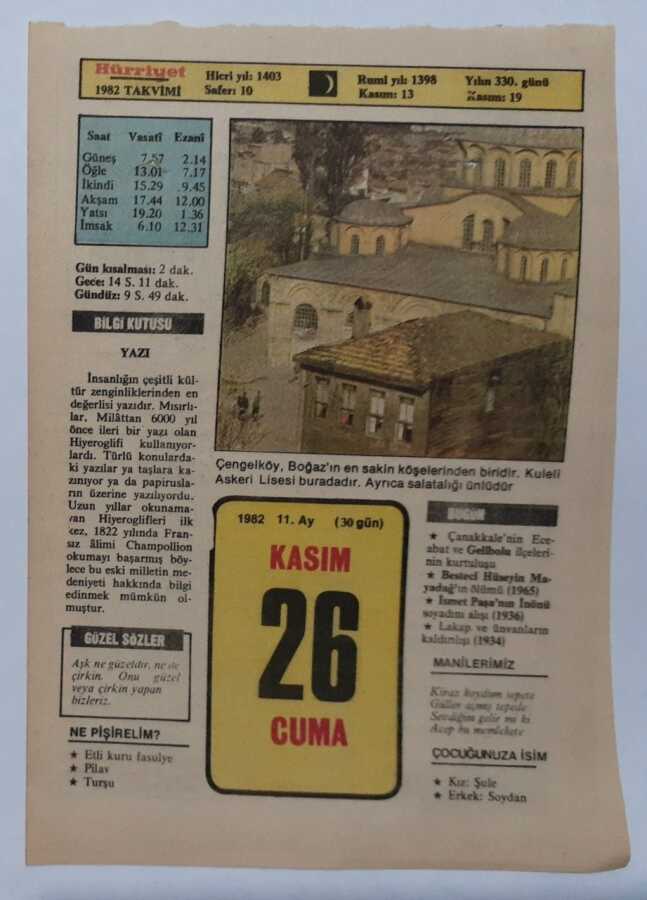 Hürriyet
1982 TAKVİMİ
Hicri yıl: 1403
Safer: 10
Rumî yılı: 1398
Kasım: 13
Yılın 330. günü
Kasım: 19
Saat Vasatî Ezanî
Güneş 7.57 2.14
Öğle 13.01 7.17
İkindi 15.29 9.45
Akşam 17.44 12.00
Yatsı 19.20 1.36
İmsak 6.10 12.31
Gün kısalması: 2 dak.
Gece: 14 S. 11 dak.
Gündüz: 9 S. 49 dak.
BİLGİ KUTUSU
YAZI
İnsanlığın çeşitli kül-
tür zenginliklerinden en
değerlisi yazıdır. Mısırlı-
lar, Milâttan 6000 yıl
önce ileri bir yazı olan
Hiyeroglifi kullanıyor-
lardı. Türlü konularda-
ki yazılar ya taşlara ka-
zınıyor ya da papirusla-
rın üzerine yazılıyordu.
Uzun yıllar okunama-
yan Hiyeroglifleri ilk
kez, 1822 yılında Fran-
sız âlimi Champollion
okumayı başarmış böy-
lece bu eski milletin me-
deniyeti hakkında bilgi
edinmek mümkün ol-
muştur.
GÜZEL SÖZLER
Aşk ne güzeldir, ne de
çirkin. Onu güzel
veya çirkin yapan
bizleriz.
NE PİŞİRELİM?
★ Etli kuru fasulye
★ Pilav
★ Turşu
Çengelköy, Boğaz'ın en sakin köşelerinden biridir. Kuleli
Askeri Lisesi buradadır. Ayrıca salatalığı ünlüdür
1982 11. Ay (30 gün)
KASIM
26
CUMA
BUGÜN
★ Çanakkale'nin Ece-
abat ve Gelibolu ilçeleri-
nin kurtuluşu
★ Besteci Hüseyin Ma-
yadağ'ın ölümü (1965)
★ İsmet Paşa'nın İnönü
soyadını alışı (1936)
★ Lakap ve ünvanların
kaldırılışı (1934)
MANİLERİMİZ
Kiraz koydum sepete
Güller açmış tepede
Sevdiğim gelir mi ki
Acep bu memlekete
ÇOCUĞUNUZA İSİM
★ Kız: Şule
★ Erkek: Soydan